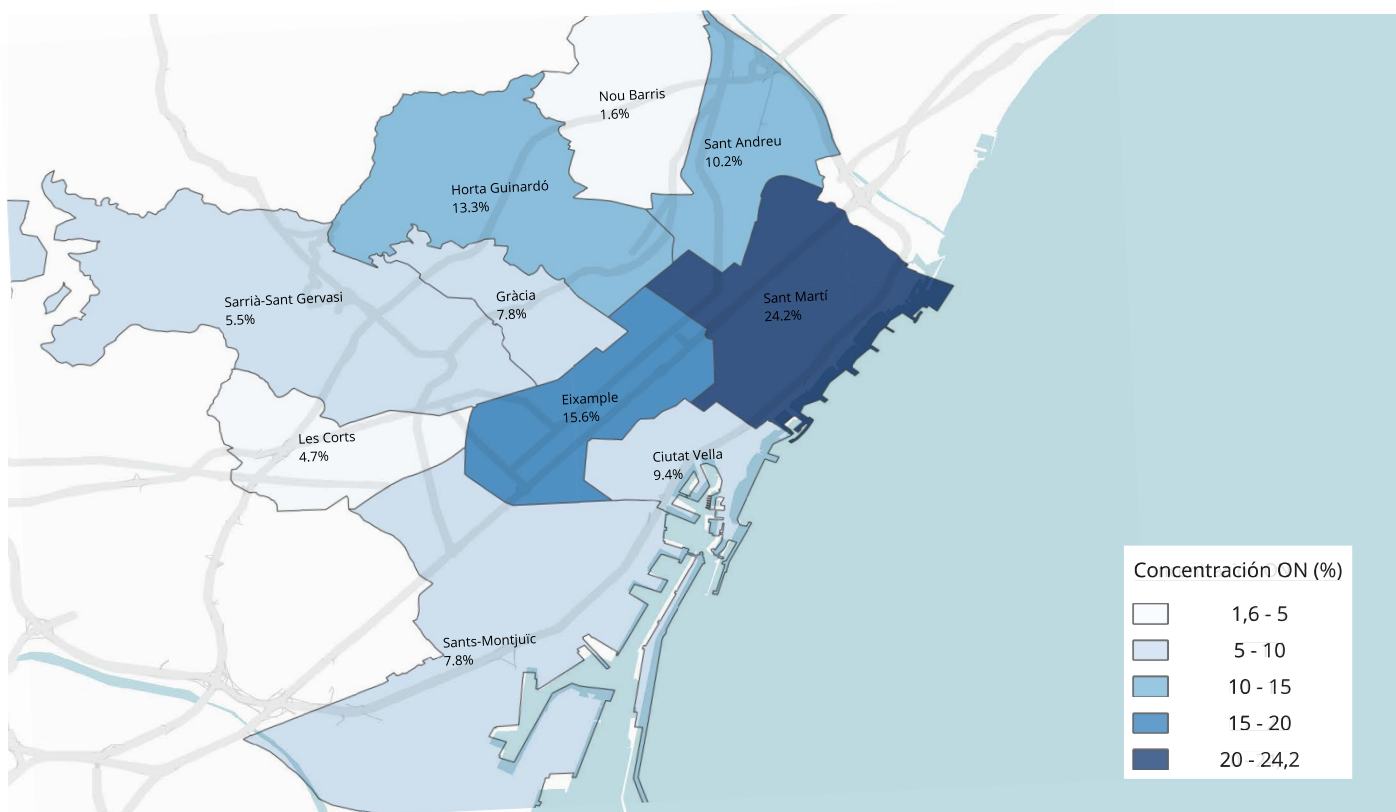 Nou Barris
1.6%
Sant Andreu
10.2%
Horta Guinardó
13.3%
Sarrià-Sant Gervasi
5.5%
Gràcia
7.8%
Sant Martí
24.2%
Eixample
15.6%
Les Corts
4.7%
Ciutat Vella
9.4%
Sants-Montjuïc
7.8%
Concentración ON (%)
1,6 - 5
5 - 10
10 - 15
15 - 20
20 - 24,2